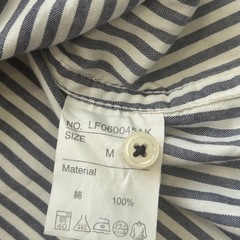 NO. LF060045AK
SIZE
M
Material
綿 100%